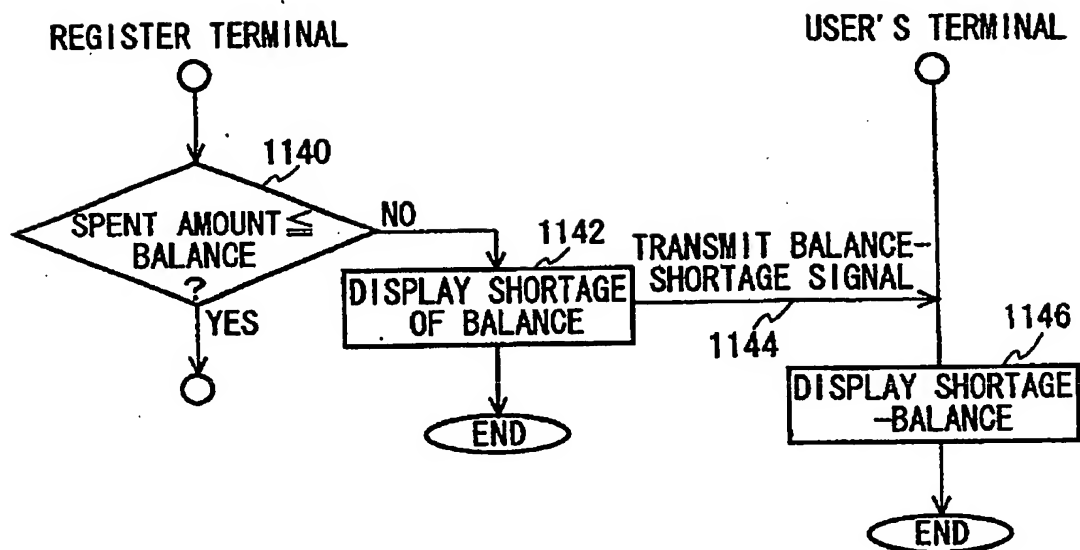 REGISTER TERMINAL
USER'S TERMINAL
1140
SPENT AMOUNT ≦
BALANCE
?
NO
YES
1142
DISPLAY SHORTAGE
OF BALANCE
END
TRANSMIT BALANCE-
SHORTAGE SIGNAL
1144
1146
DISPLAY SHORTAGE
-BALANCE
END